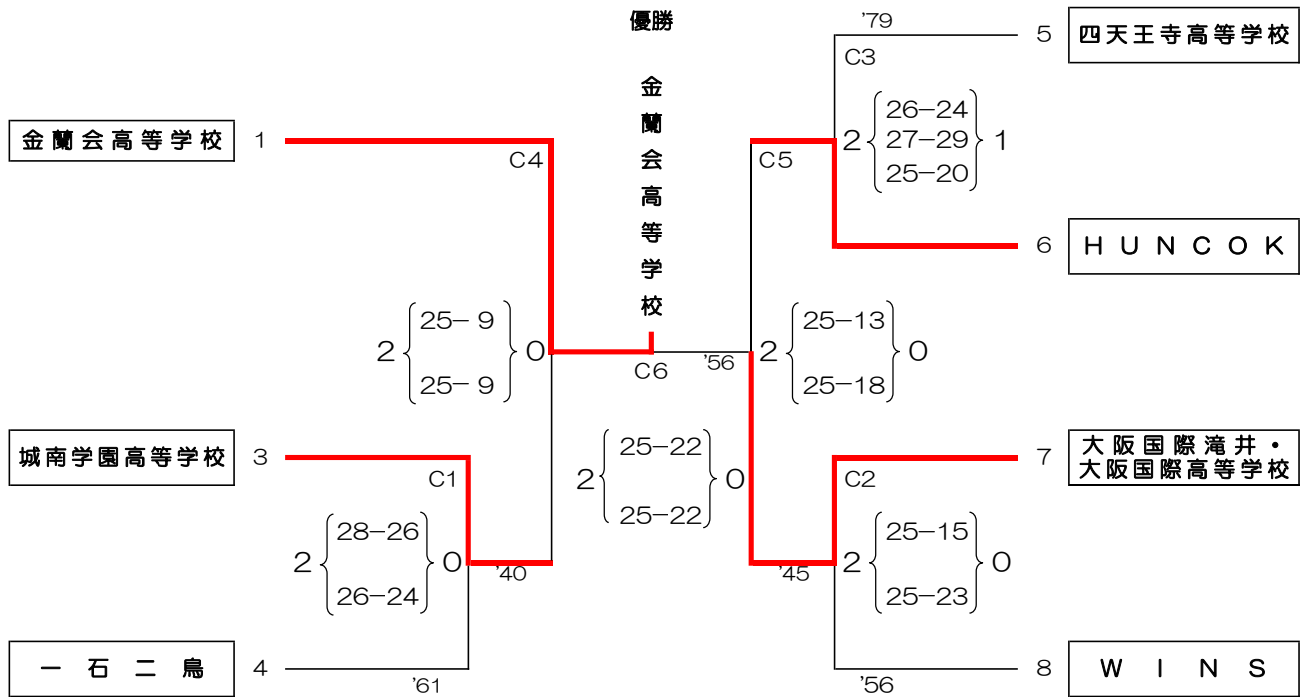 優勝
金蘭会高等学校
金蘭会高等学校 1
C4
2 25− 9 0
25− 9
城南学園高等学校 3
C1
2 28−26 0
26−24
'40
一石二鳥 4
'61
C6
'56
2 25−22 0
25−22
'79
5 四天王寺高等学校
C3
26−24
2 27−29 1
25−20
C5
6 HUNCOK
2 25−13 0
25−18
7 大阪国際滝井・
大阪国際高等学校
C2
2 25−15 0
25−23
'45
8 WINS
'56